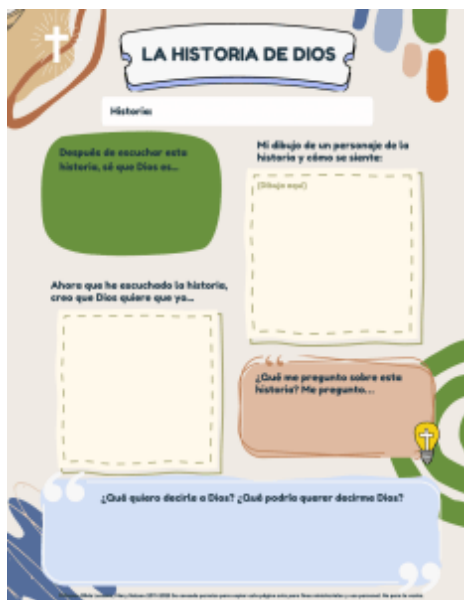 LA HISTORIA DE DIOS
Historia:
Después de escuchar esta
historia, sé que Dios es...
Mi dibujo de un personaje de la
historia y cómo se siente:
(Dibuja aquí)
Ahora que he escuchado la historia,
creo que Dios quiere que yo...
¿Qué me pregunto sobre esta
historia? Me pregunto...
¿Qué quiero decirle a Dios? ¿Qué podría querer decirme Dios?